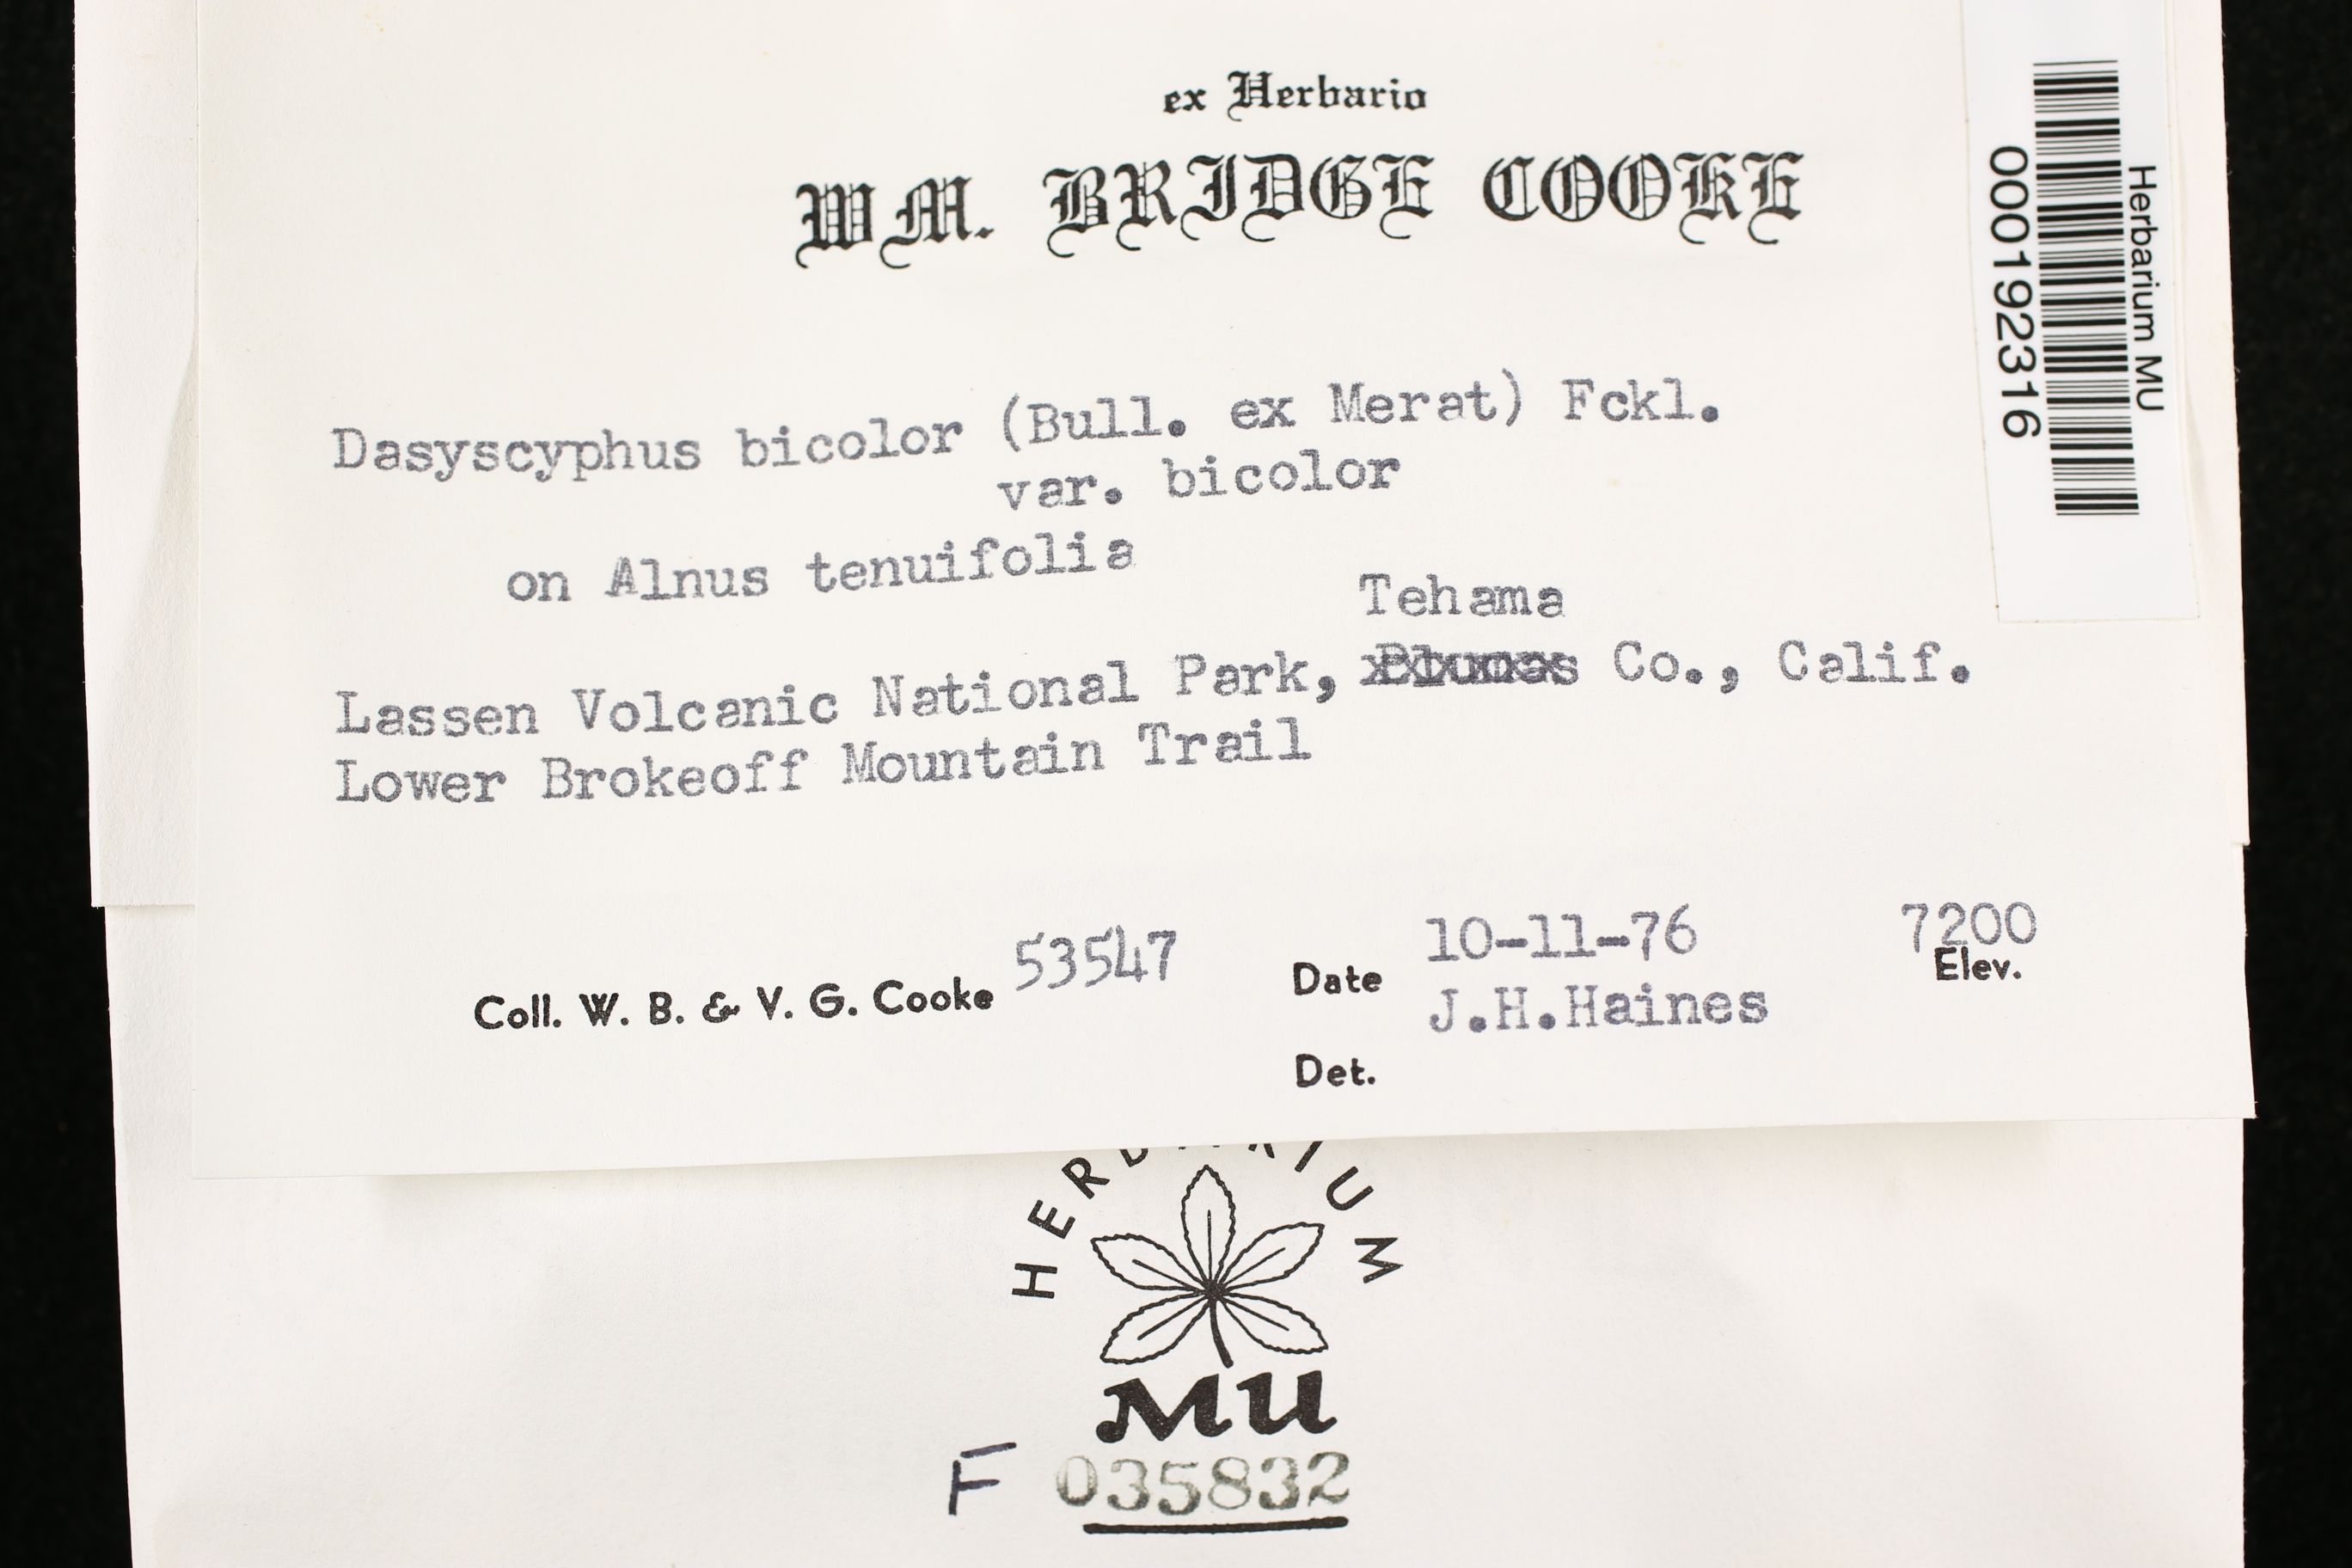 ex Herbario
WM. BRIDGE COOKE
Dasyscyphus bicolor (Bull. ex Merat) Fckl.
var. bicolor
on Alnus tenuifolia
Tehama
Lassen Volcanic National Park, Plumas Co., Calif.
Lower Brokeoff Mountain Trail
Coll. W. B. & V. G. Cooke 53547
Date 10-11-76
7200
Elev.
J.H.Haines
Det.
Herbarium MU
000192316
HERBARIUM
MU
F 035832